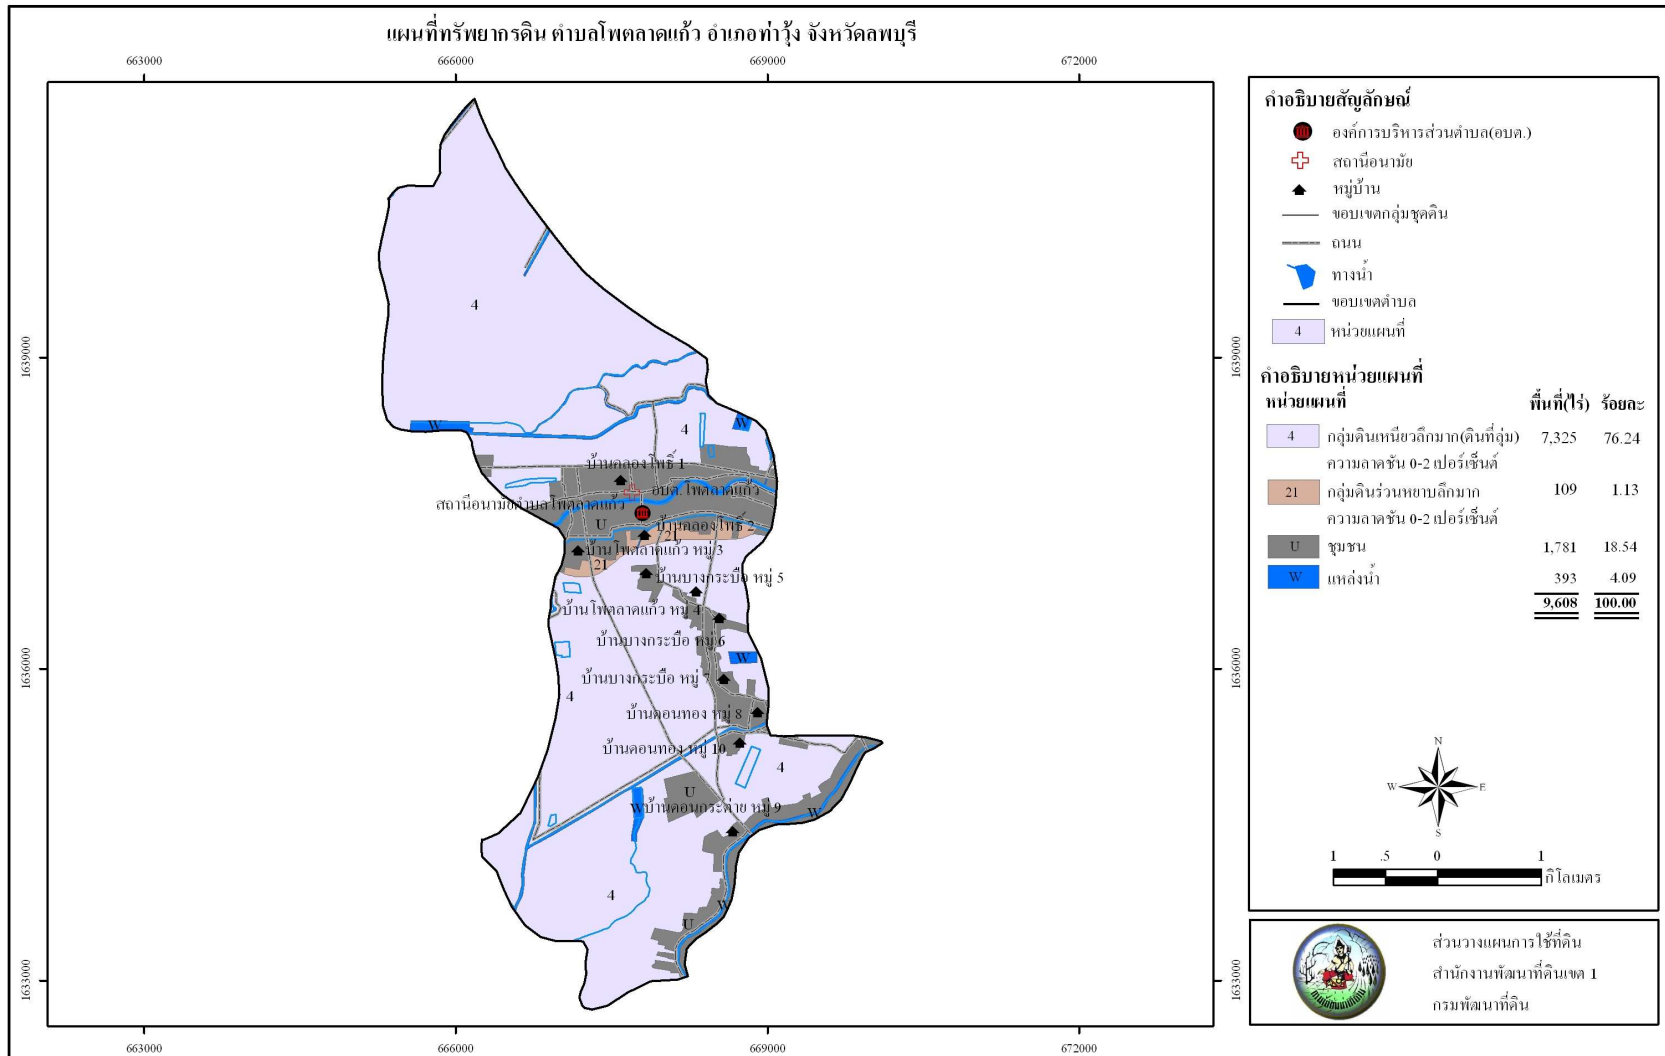 แผนที่ทรัพยากรดิน ตำบลโพตลาดแก้ว อำเภอท่าวุ้ง จังหวัดลพบุรี
663000 666000 669000 672000
1639000 1639000
1636000 1636000
1633000 1633000
4
W
W
4
บ้านคลองโพธิ์ 1
อบต.โพตลาดแก้ว
สถานีอนามัยตำบลโพตลาดแก้ว
U
บ้านคลองโพธิ์ 2
21
บ้านโพตลาดแก้ว หมู่ 3
21
บ้านบางกระบือ หมู่ 5
บ้านโพตลาดแก้ว หมู่ 4
บ้านบางกระบือ หมู่ 6
W
บ้านบางกระบือ หมู่ 7
4
บ้านดอนทอง หมู่ 8
บ้านดอนทอง หมู่ 10
4
U
W
บ้านดอนกระต่าย หมู่ 9
W
4
W
U
663000 666000 669000 672000
คำอธิบายสัญลักษณ์
องค์การบริหารส่วนตำบล(อบต.)
สถานีอนามัย
หมู่บ้าน
ขอบเขตกลุ่มชุดดิน
ถนน
ทางน้ำ
ขอบเขตตำบล
4 หน่วยแผนที่
คำอธิบายหน่วยแผนที่
หน่วยแผนที่ พื้นที่(ไร่) ร้อยละ
4 กลุ่มดินเหนียวลึกมาก(ดินที่ลุ่ม) 7,325 76.24
ความลาดชัน 0-2 เปอร์เซ็นต์
21 กลุ่มดินร่วนหยาบลึกมาก 109 1.13
ความลาดชัน 0-2 เปอร์เซ็นต์
U ชุมชน 1,781 18.54
W แหล่งน้ำ 393 4.09
9,608 100.00
N
W E
S
1 .5 0 1
กิโลเมตร
กรมพัฒนาที่ดิน
ส่วนวางแผนการใช้ที่ดิน
สำนักงานพัฒนาที่ดินเขต 1
กรมพัฒนาที่ดิน